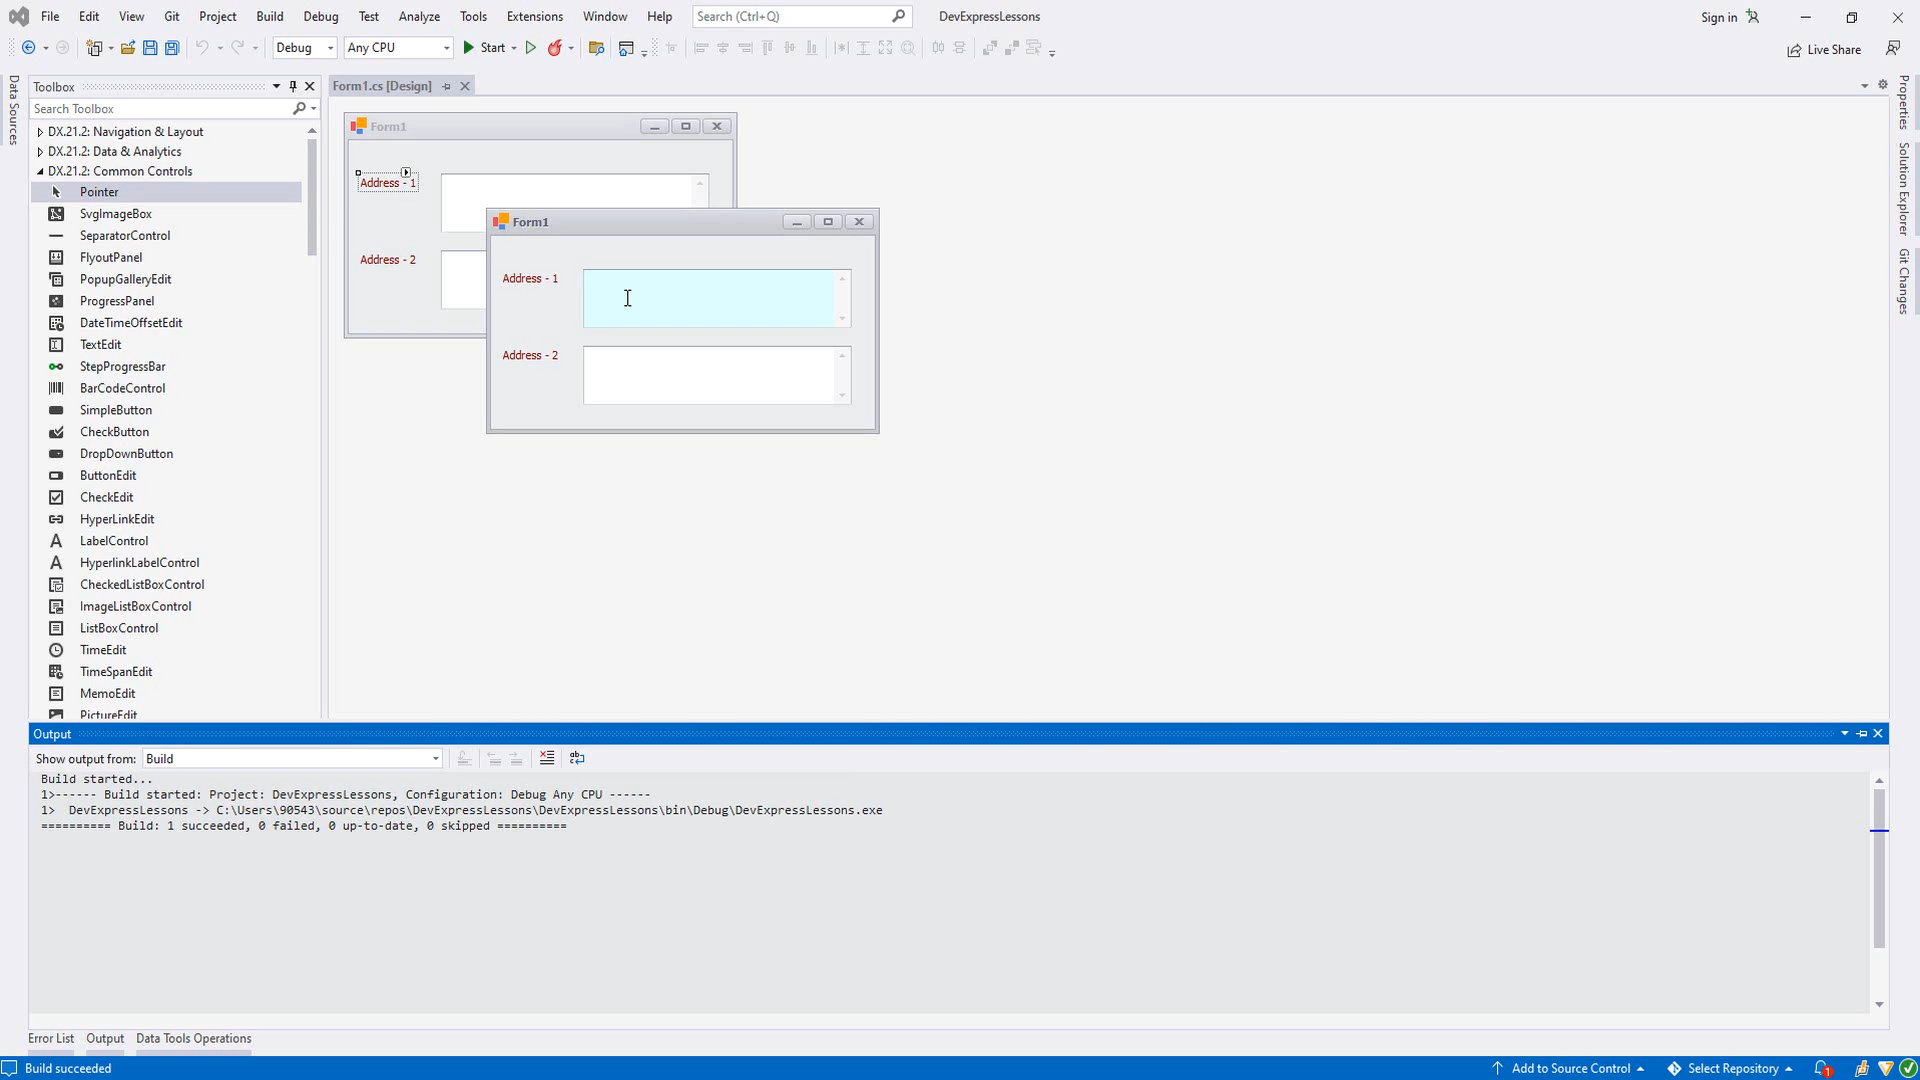 File Edit View Git Project Build Debug Test Analyze Tools Extensions Window Help Search (Ctrl+Q) DevExpressLessons Sign in
Debug Any CPU Start Live Share
Data Sources
Toolbox
Search Toolbox
DX.21.2: Navigation & Layout
DX.21.2: Data & Analytics
DX.21.2: Common Controls
Pointer
SvgImageBox
SeparatorControl
FlyoutPanel
PopupGalleryEdit
ProgressPanel
DateTimeOffsetEdit
TextEdit
StepProgressBar
BarCodeControl
SimpleButton
CheckButton
DropDownButton
ButtonEdit
CheckEdit
HyperLinkEdit
LabelControl
HyperlinkLabelControl
CheckedListBoxControl
ImageListBoxControl
ListBoxControl
TimeEdit
TimeSpanEdit
MemoEdit
PictureEdit
Form1.cs [Design]
Form1
Address - 1
Address - 2
Form1
Address - 1
Address - 2
Properties
Solution Explorer
Git Changes
Output
Show output from: Build
Build started...
1>------ Build started: Project: DevExpressLessons, Configuration: Debug Any CPU ------
1>  DevExpressLessons -> C:\Users\90543\source\repos\DevExpressLessons\DevExpressLessons\bin\Debug\DevExpressLessons.exe
========== Build: 1 succeeded, 0 failed, 0 up-to-date, 0 skipped ==========
Error List Output Data Tools Operations
Build succeeded Add to Source Control Select Repository 1